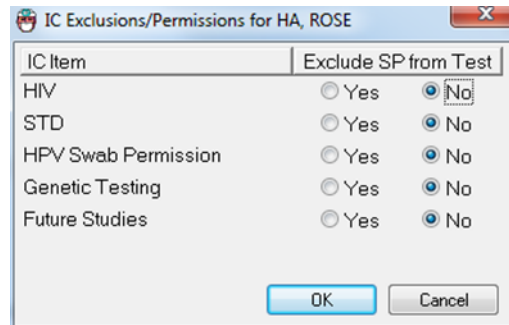 IC Exclusions/Permissions for HA, ROSE
IC Item Exclude SP from Test
HIV Yes No
STD Yes No
HPV Swab Permission Yes No
Genetic Testing Yes No
Future Studies Yes No
OK Cancel